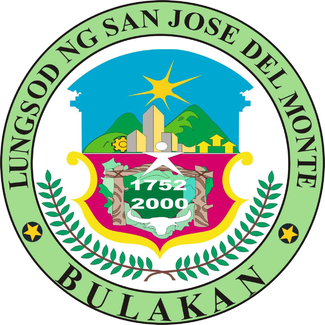 LUNGSOD NG SAN JOSE DEL MONTE
1752
2000
BULAKAN